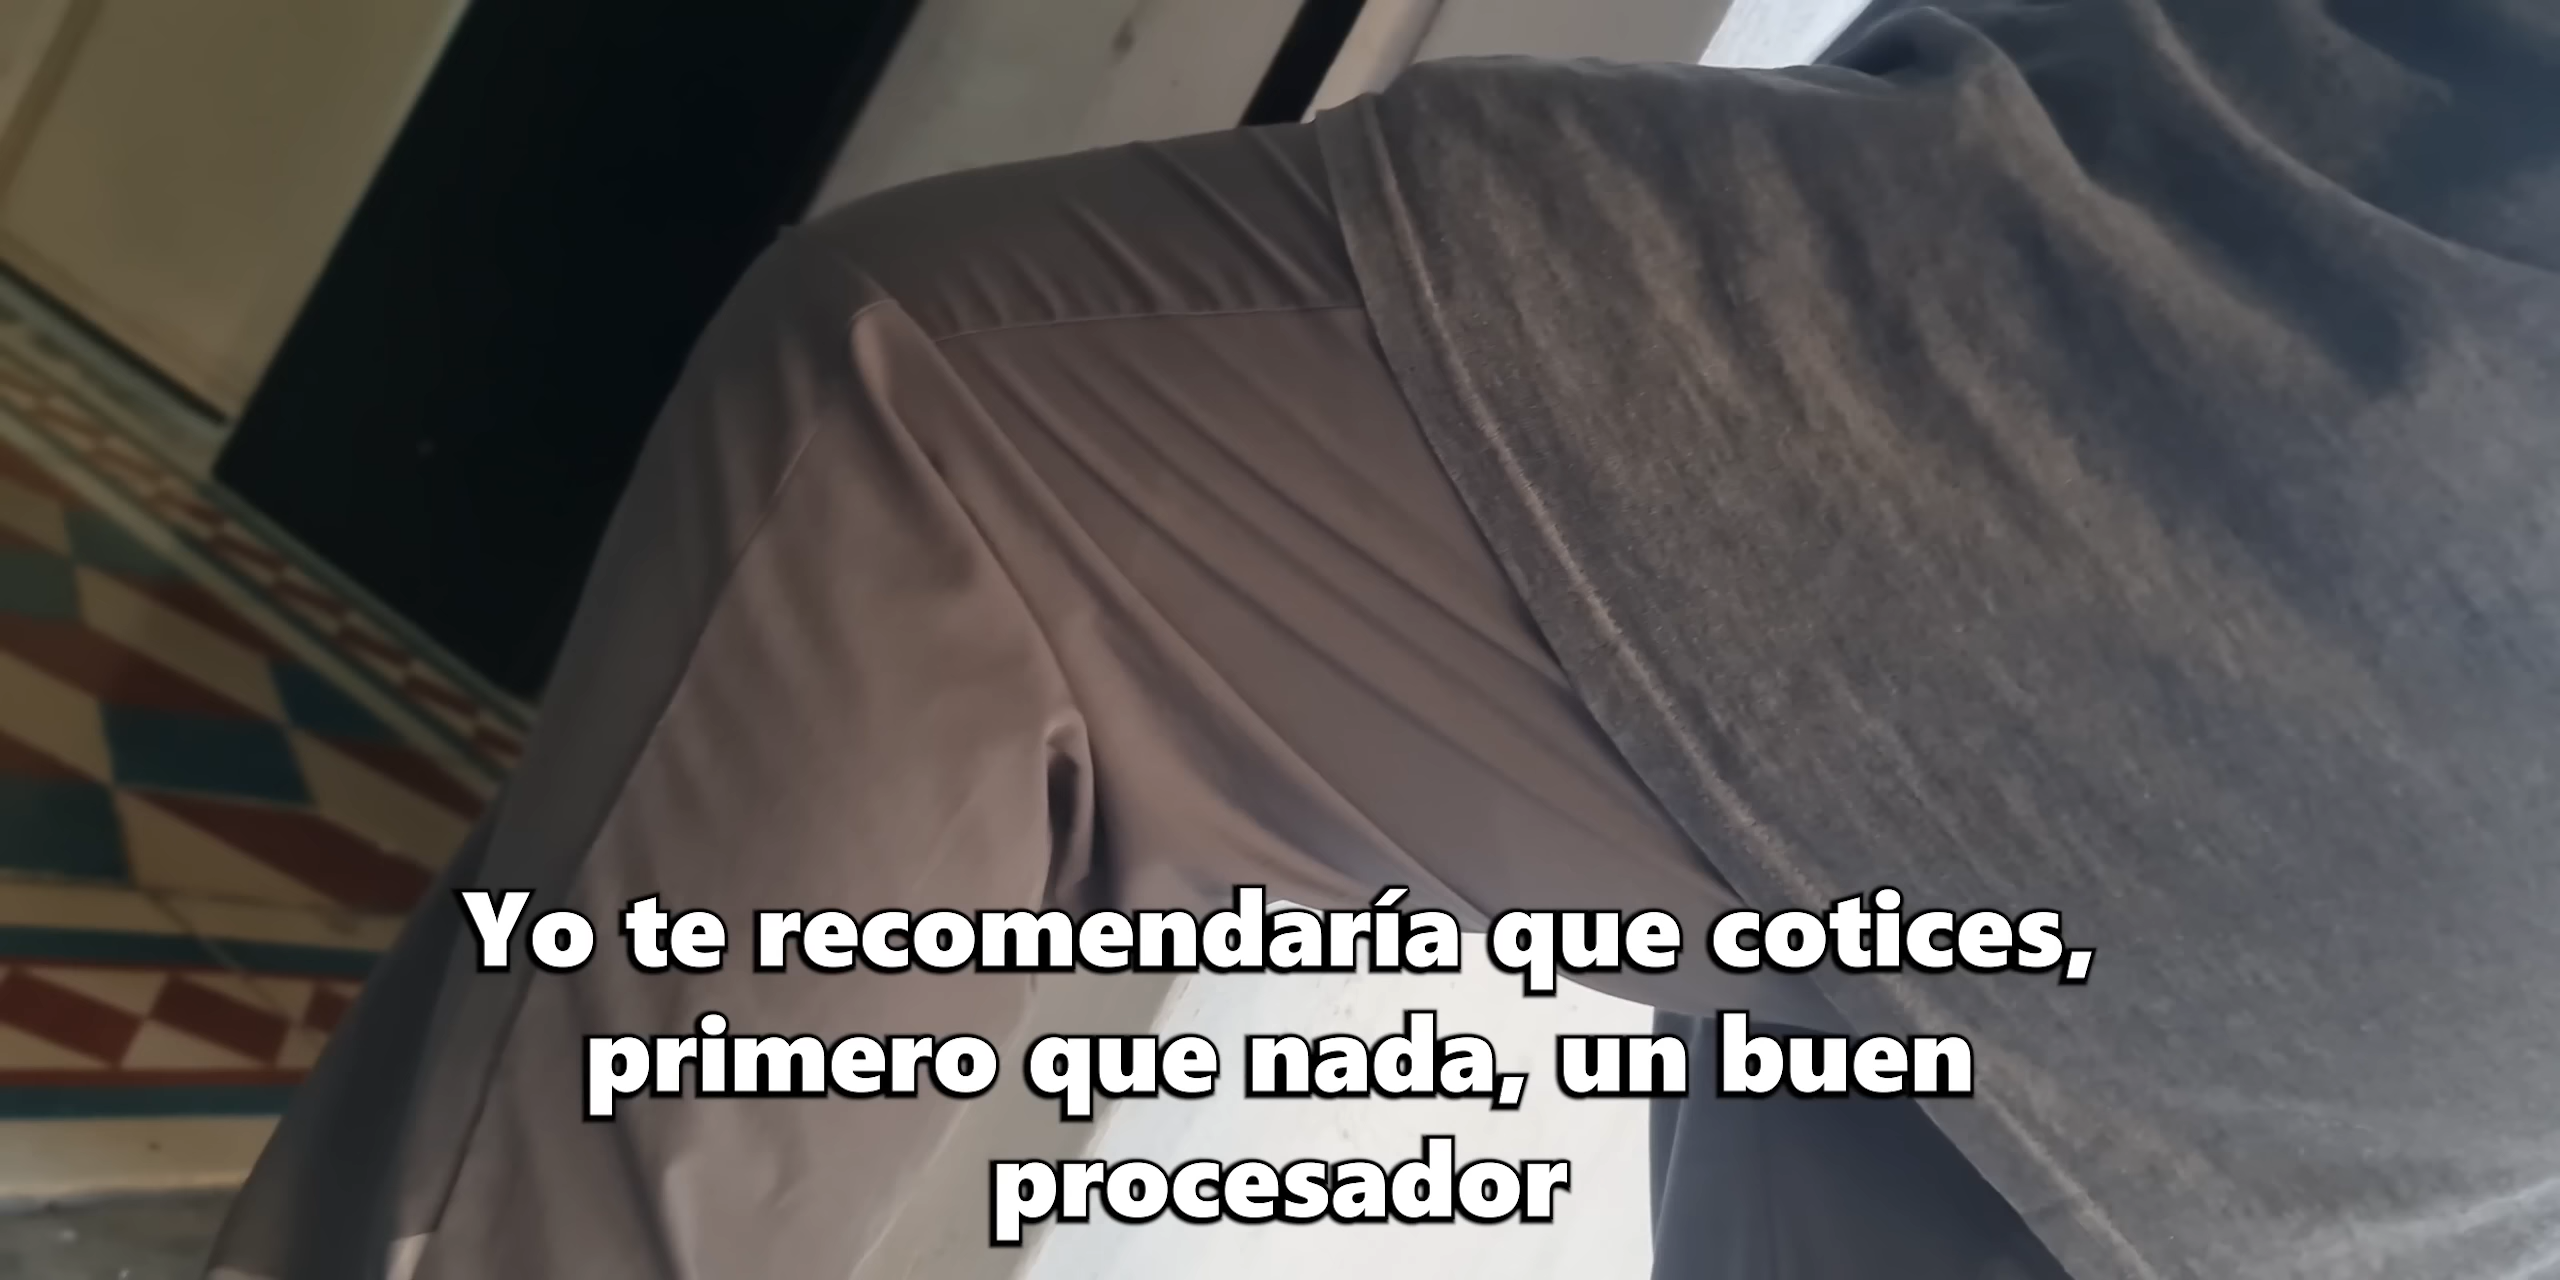 Yo te recomendaría que cotices,
primero que nada, un buen
procesador